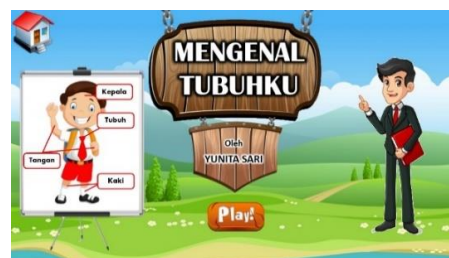 MENGENAL
TUBUHKU
Oleh
YUNITA SARI
Kepala
Tubuh
Tangan
Kaki
Play!